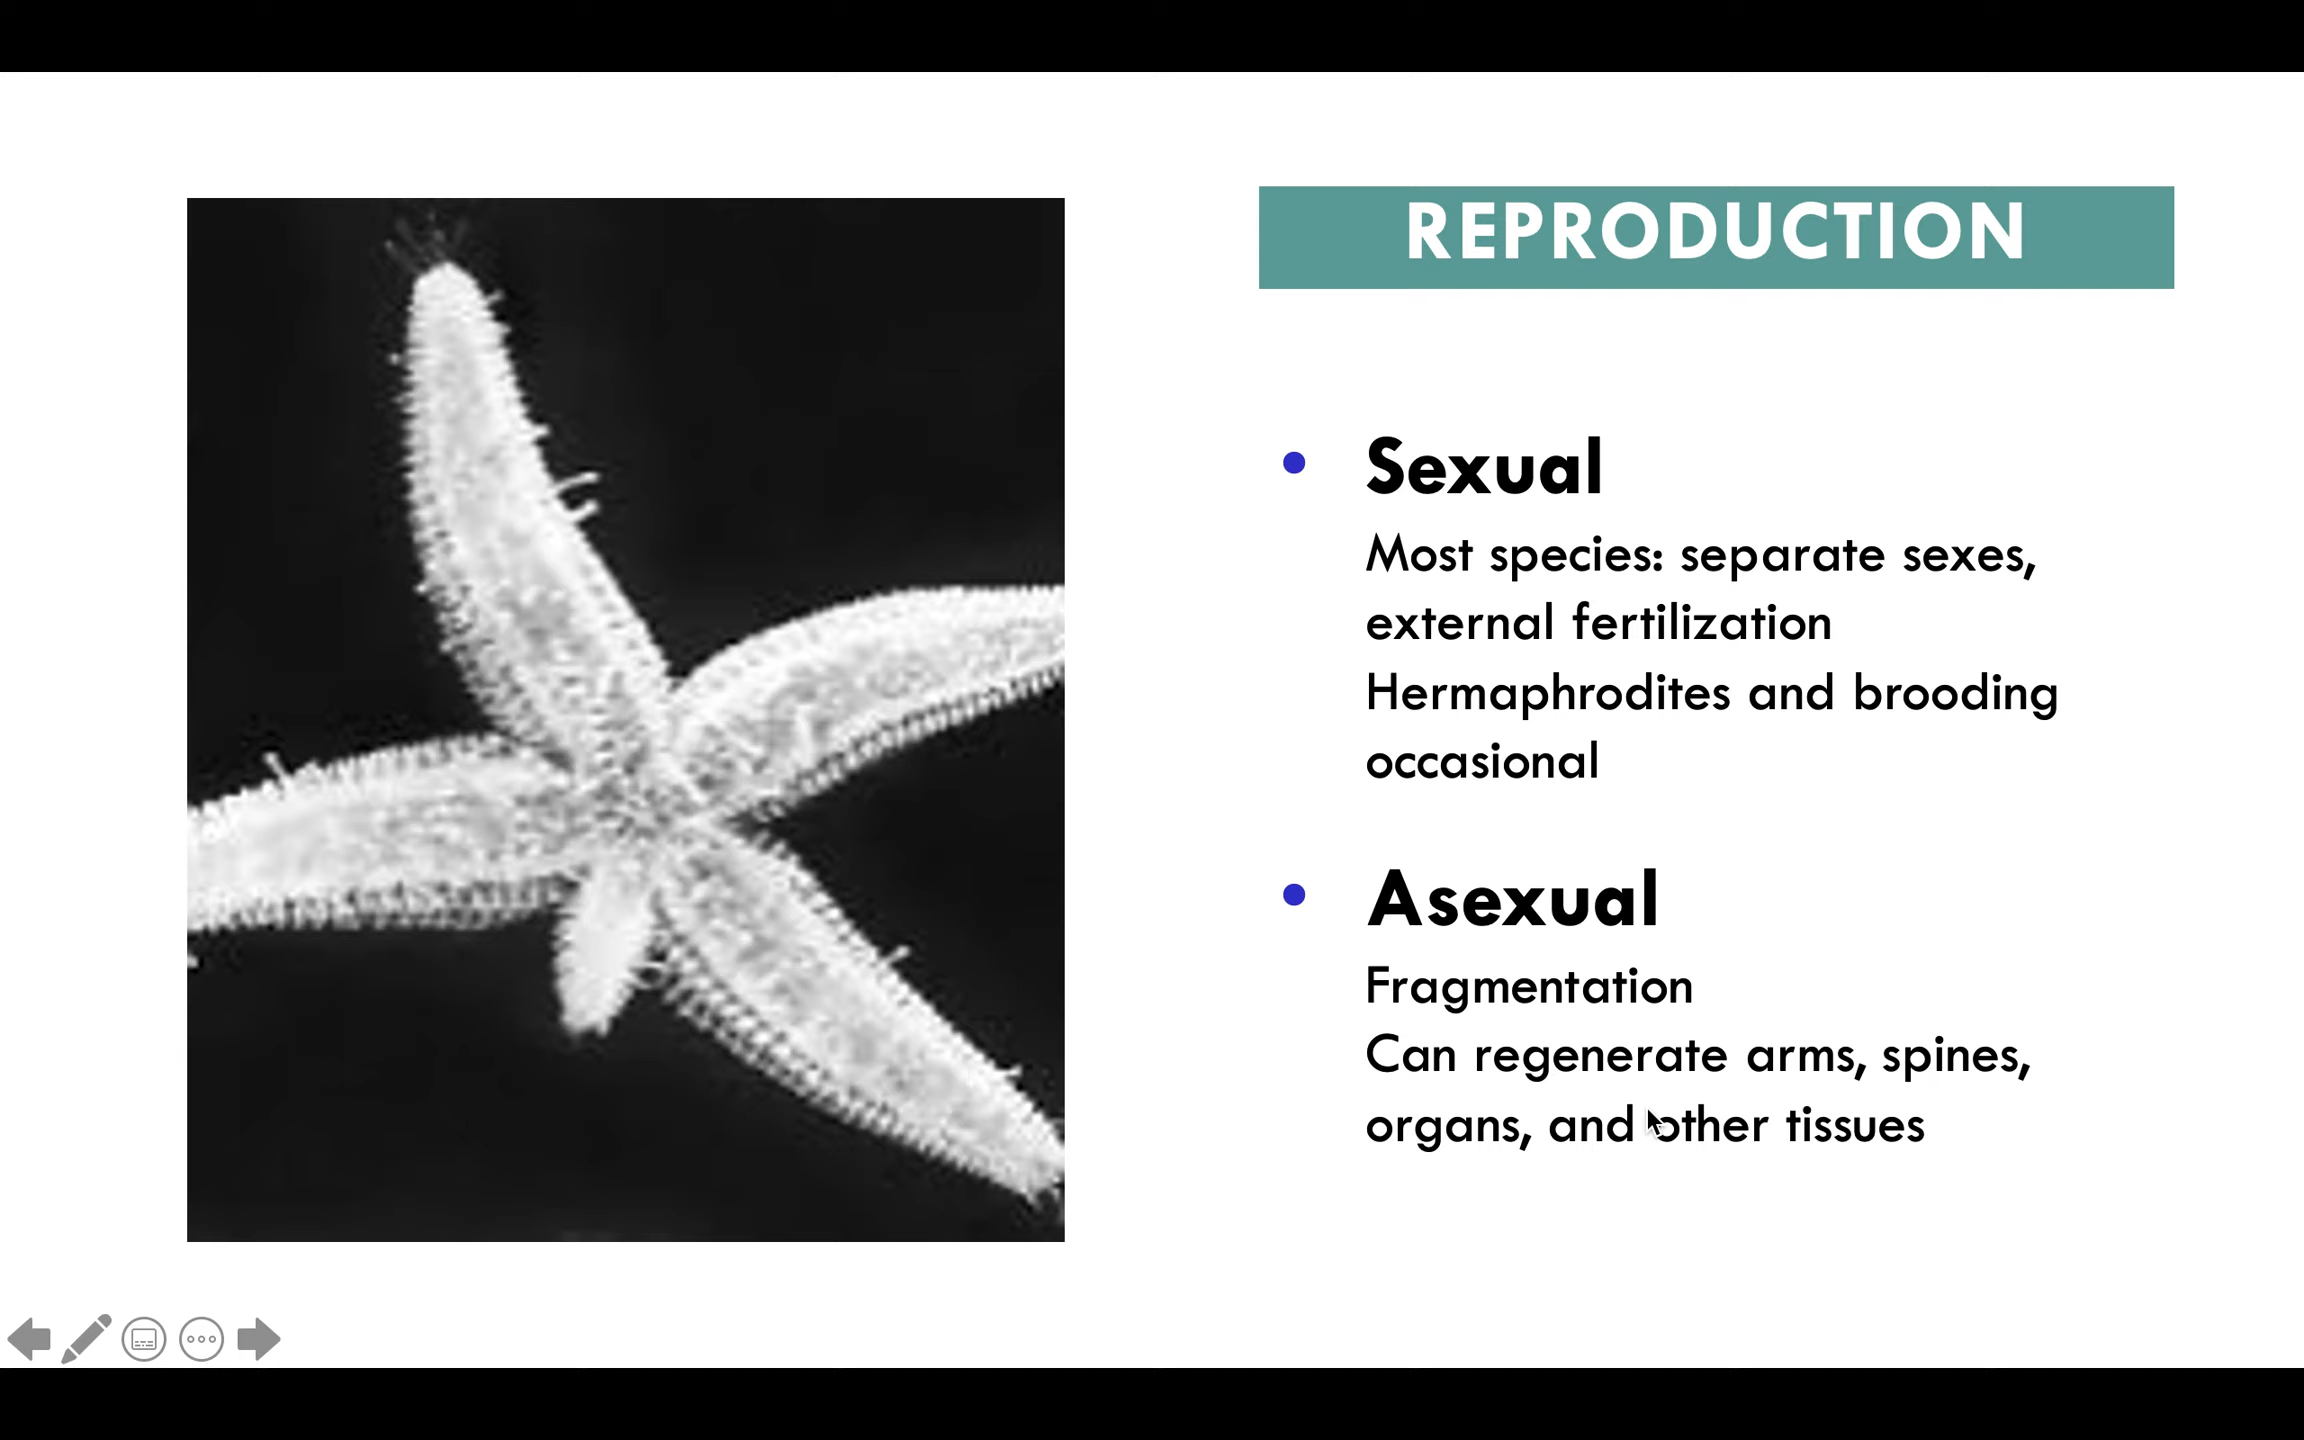 REPRODUCTION
• Sexual
Most species: separate sexes,
external fertilization
Hermaphrodites and brooding
occasional
• Asexual
Fragmentation
Can regenerate arms, spines,
organs, and other tissues